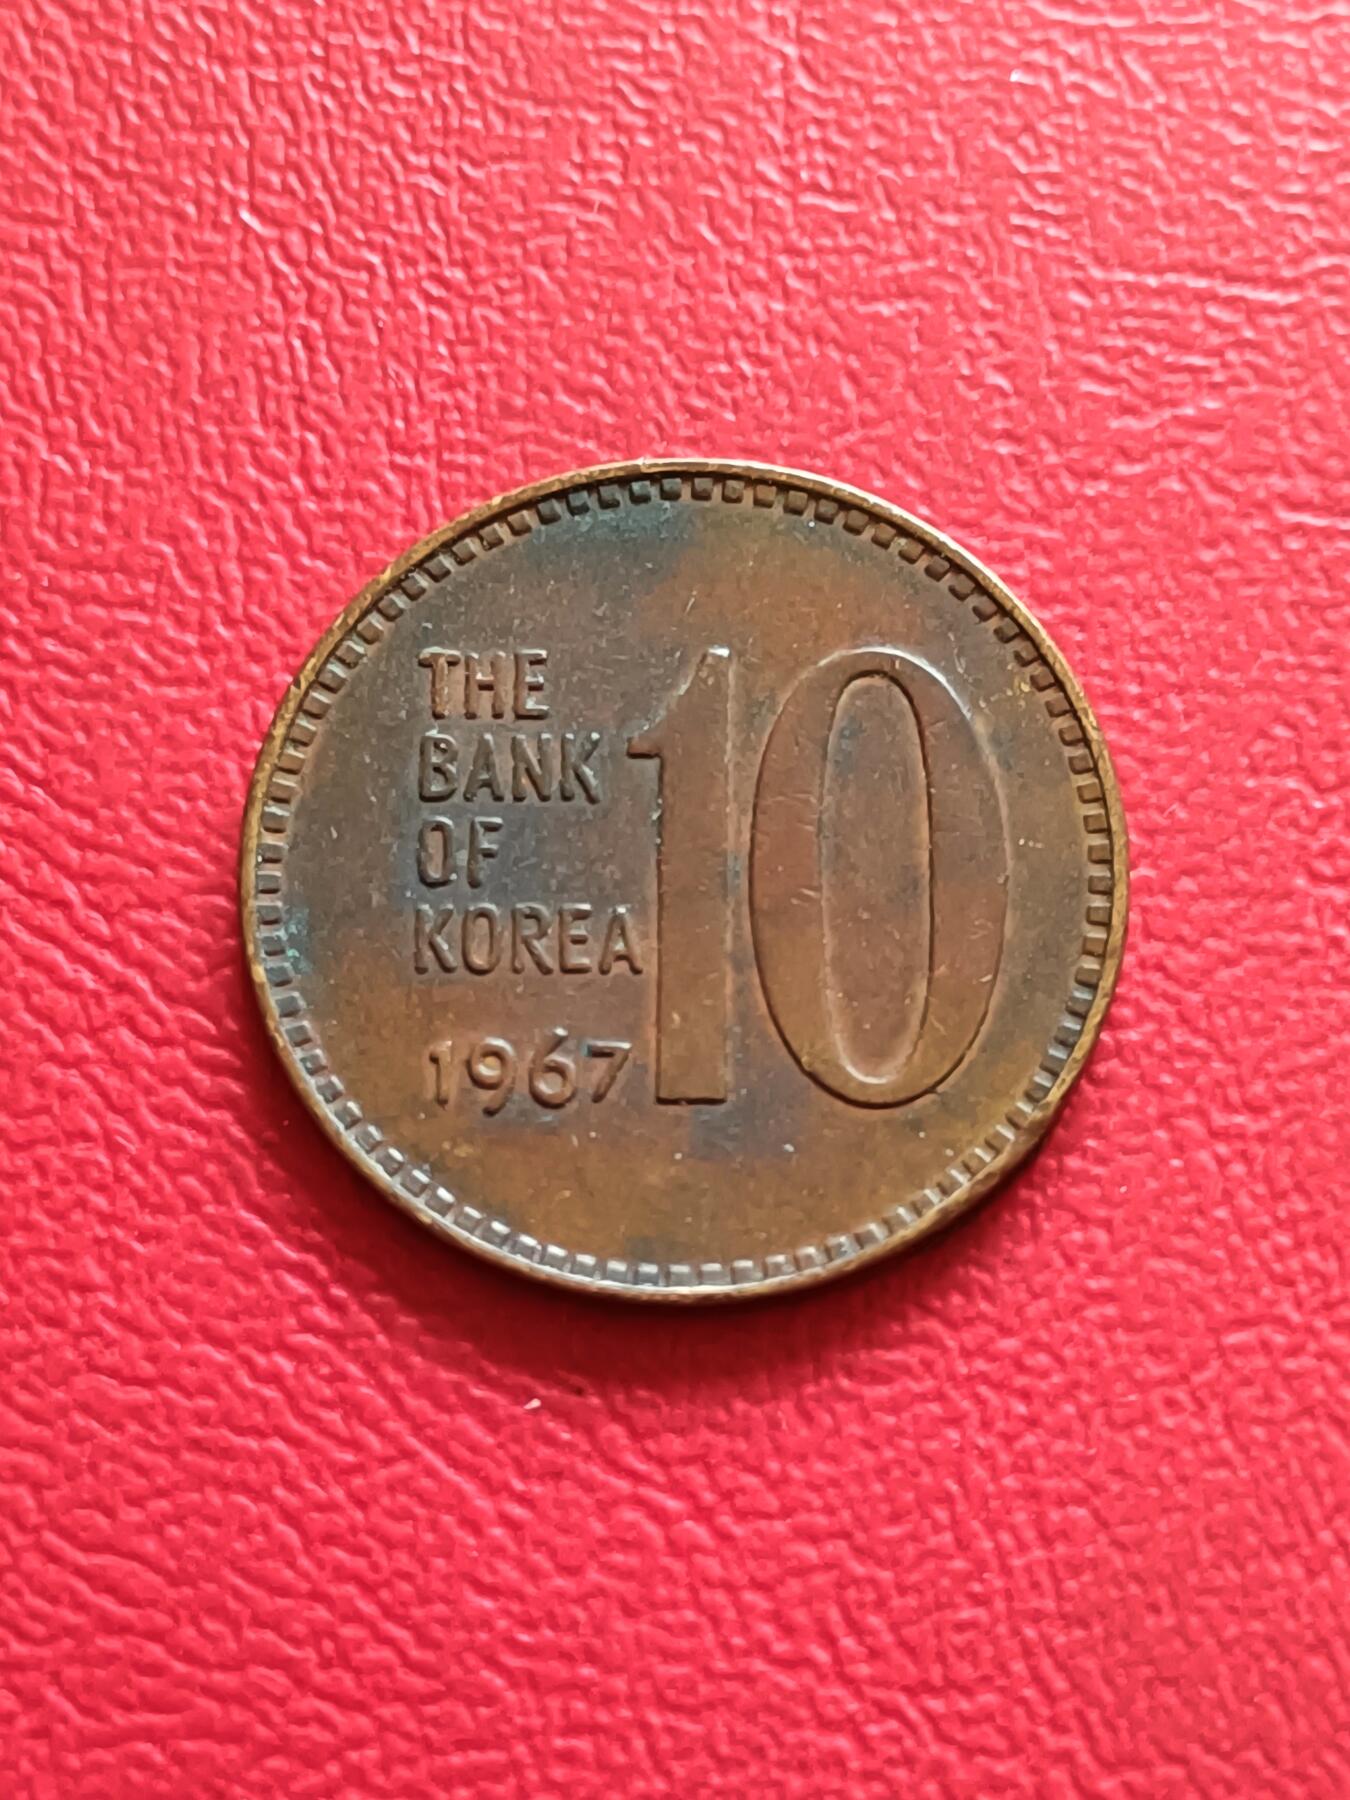 THE
BANK
OF
KOREA
1967
10